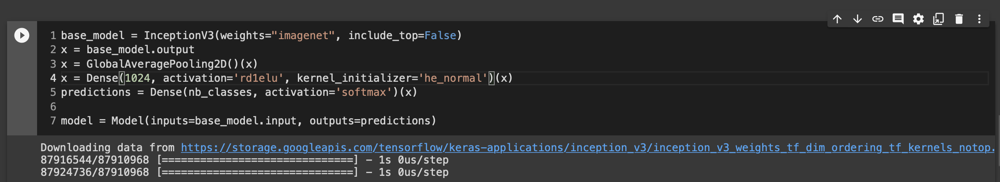 1 base_model = InceptionV3(weights="imagenet", include_top=False)
2 x = base_model.output
3 x = GlobalAveragePooling2D()(x)
4 x = Dense(1024, activation='rd1elu', kernel_initializer='he_normal')(x)
5 predictions = Dense(nb_classes, activation='softmax')(x)
6
7 model = Model(inputs=base_model.input, outputs=predictions)
Downloading data from https://storage.googleapis.com/tensorflow/keras-applications/inception_v3/inception_v3_weights_tf_dim_ordering_tf_kernels_notop.
87916544/87910968 [==============================] - 1s 0us/step
87924736/87910968 [==============================] - 1s 0us/step